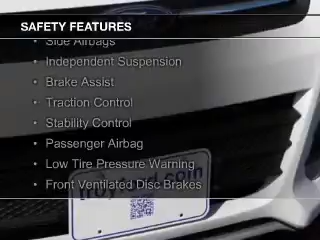 SAFETY FEATURES
• Side Airbags
• Independent Suspension
• Brake Assist
• Traction Control
• Stability Control
• Passenger Airbag
• Low Tire Pressure Warning
• Front Ventilated Disc Brakes